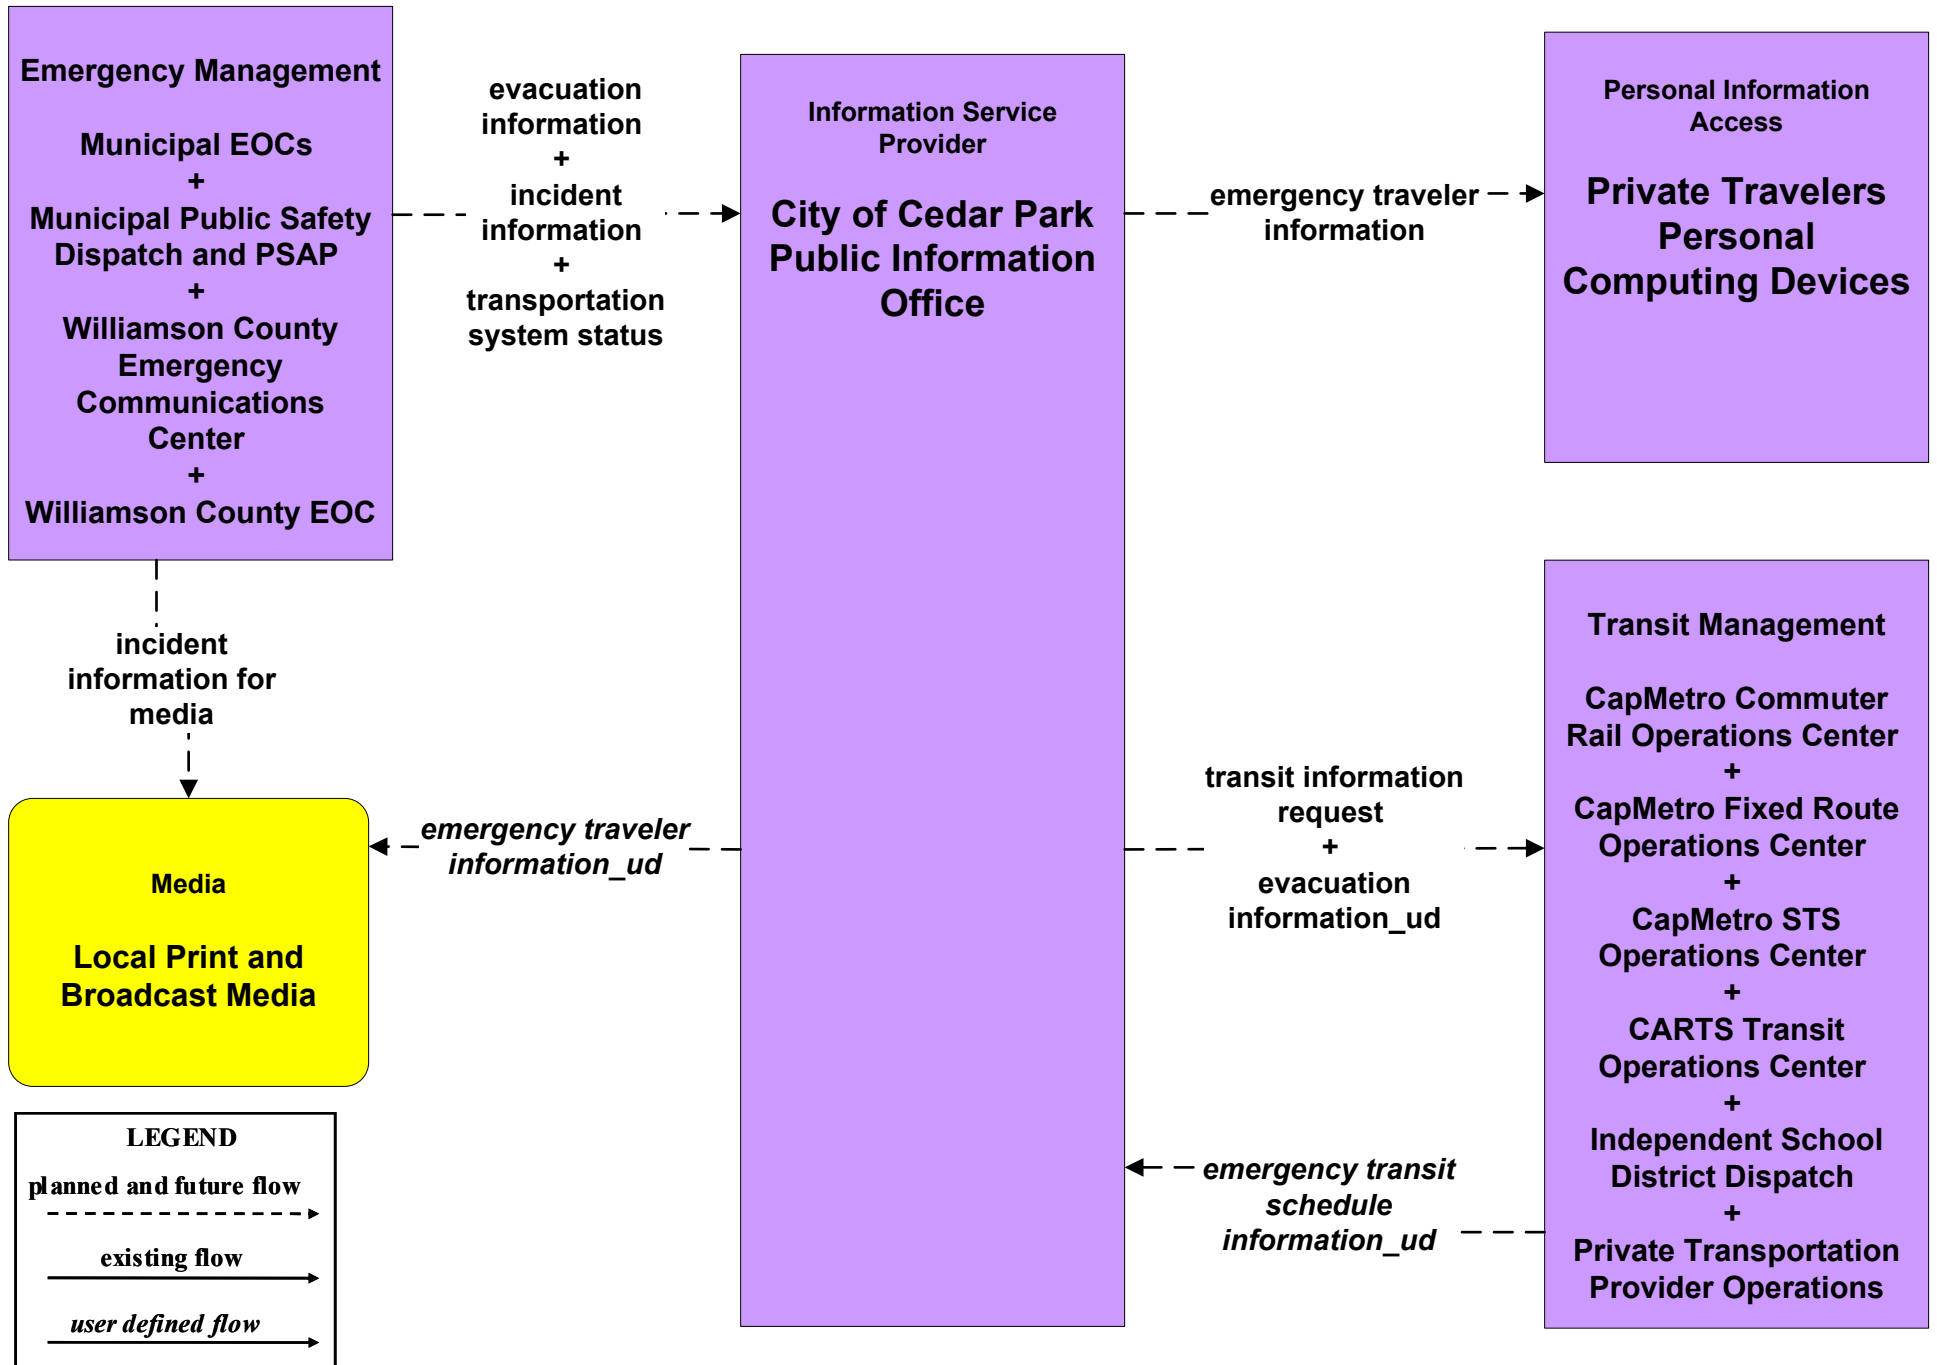 Emergency Management
Municipal EOCs
+
Municipal Public Safety
Dispatch and PSAP
+
Williamson County
Emergency
Communications
Center
+
Williamson County EOC
evacuation
information
+
incident
information
+
transportation
system status
Information Service
Provider
City of Cedar Park
Public Information
Office
emergency traveler
information
Personal Information
Access
Private Travelers
Personal
Computing Devices
incident
information for
media
Media
Local Print and
Broadcast Media
emergency traveler
information_ud
transit information
request
+
evacuation
information_ud
emergency transit
schedule
information_ud
Transit Management
CapMetro Commuter
Rail Operations Center
+
CapMetro Fixed Route
Operations Center
+
CapMetro STS
Operations Center
+
CARTS Transit
Operations Center
+
Independent School
District Dispatch
+
Private Transportation
Provider Operations
LEGEND
planned and future flow
existing flow
user defined flow